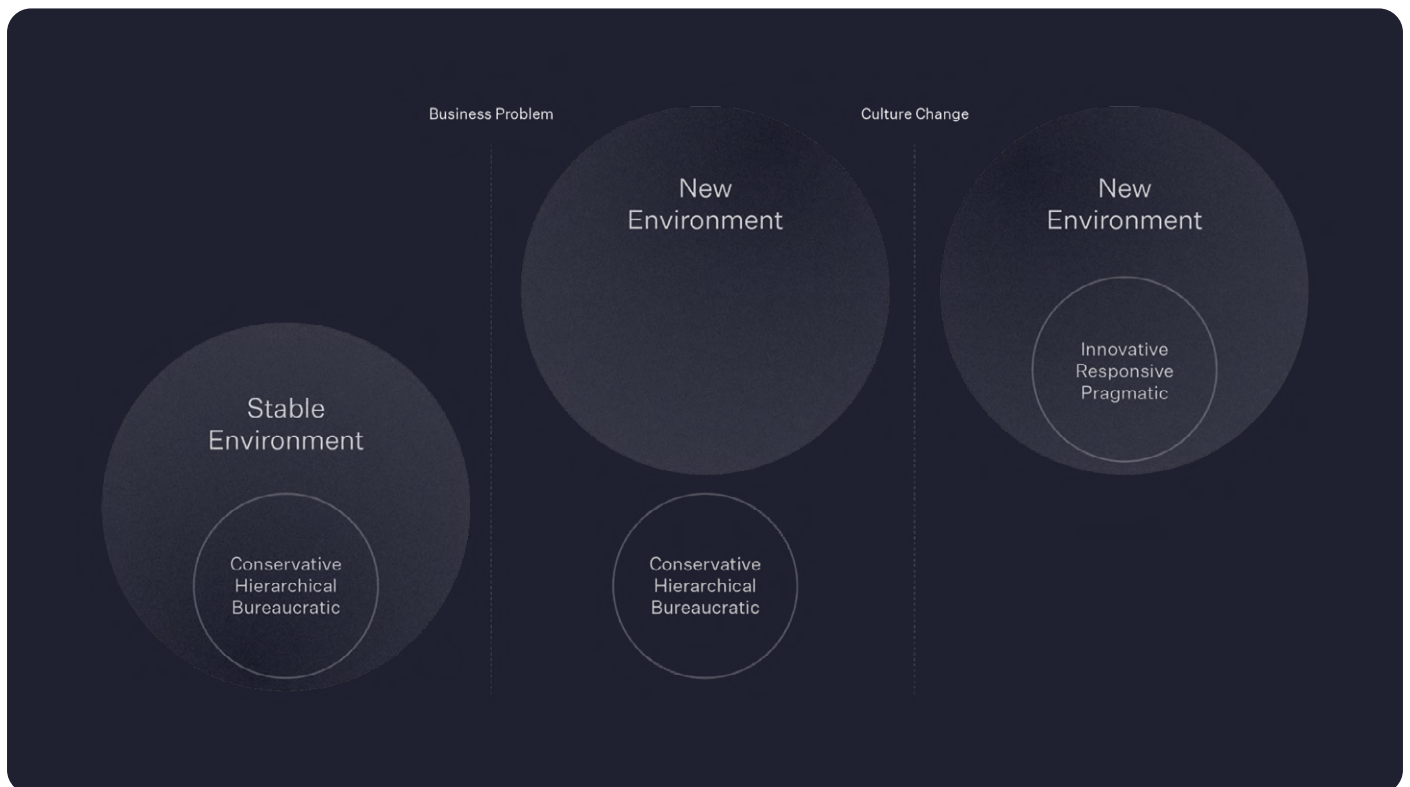 Business Problem
Culture Change
New
Environment
New
Environment
Innovative
Responsive
Pragmatic
Stable
Environment
Conservative
Hierarchical
Bureaucratic
Conservative
Hierarchical
Bureaucratic